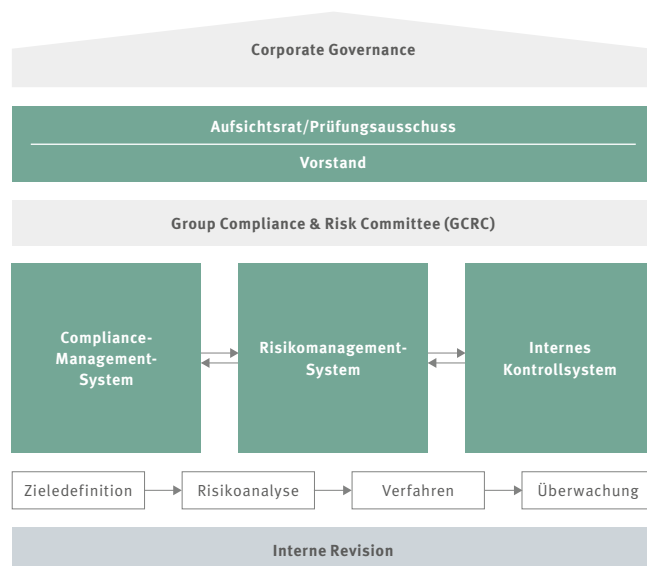 Corporate Governance
Aufsichtsrat/Prüfungsausschuss
Vorstand
Group Compliance & Risk Committee (GCRC)
Compliance-
Management-
System
Risikomanagement-
System
Internes
Kontrollsystem
Zieledefinition
Risikoanalyse
Verfahren
Überwachung
Interne Revision